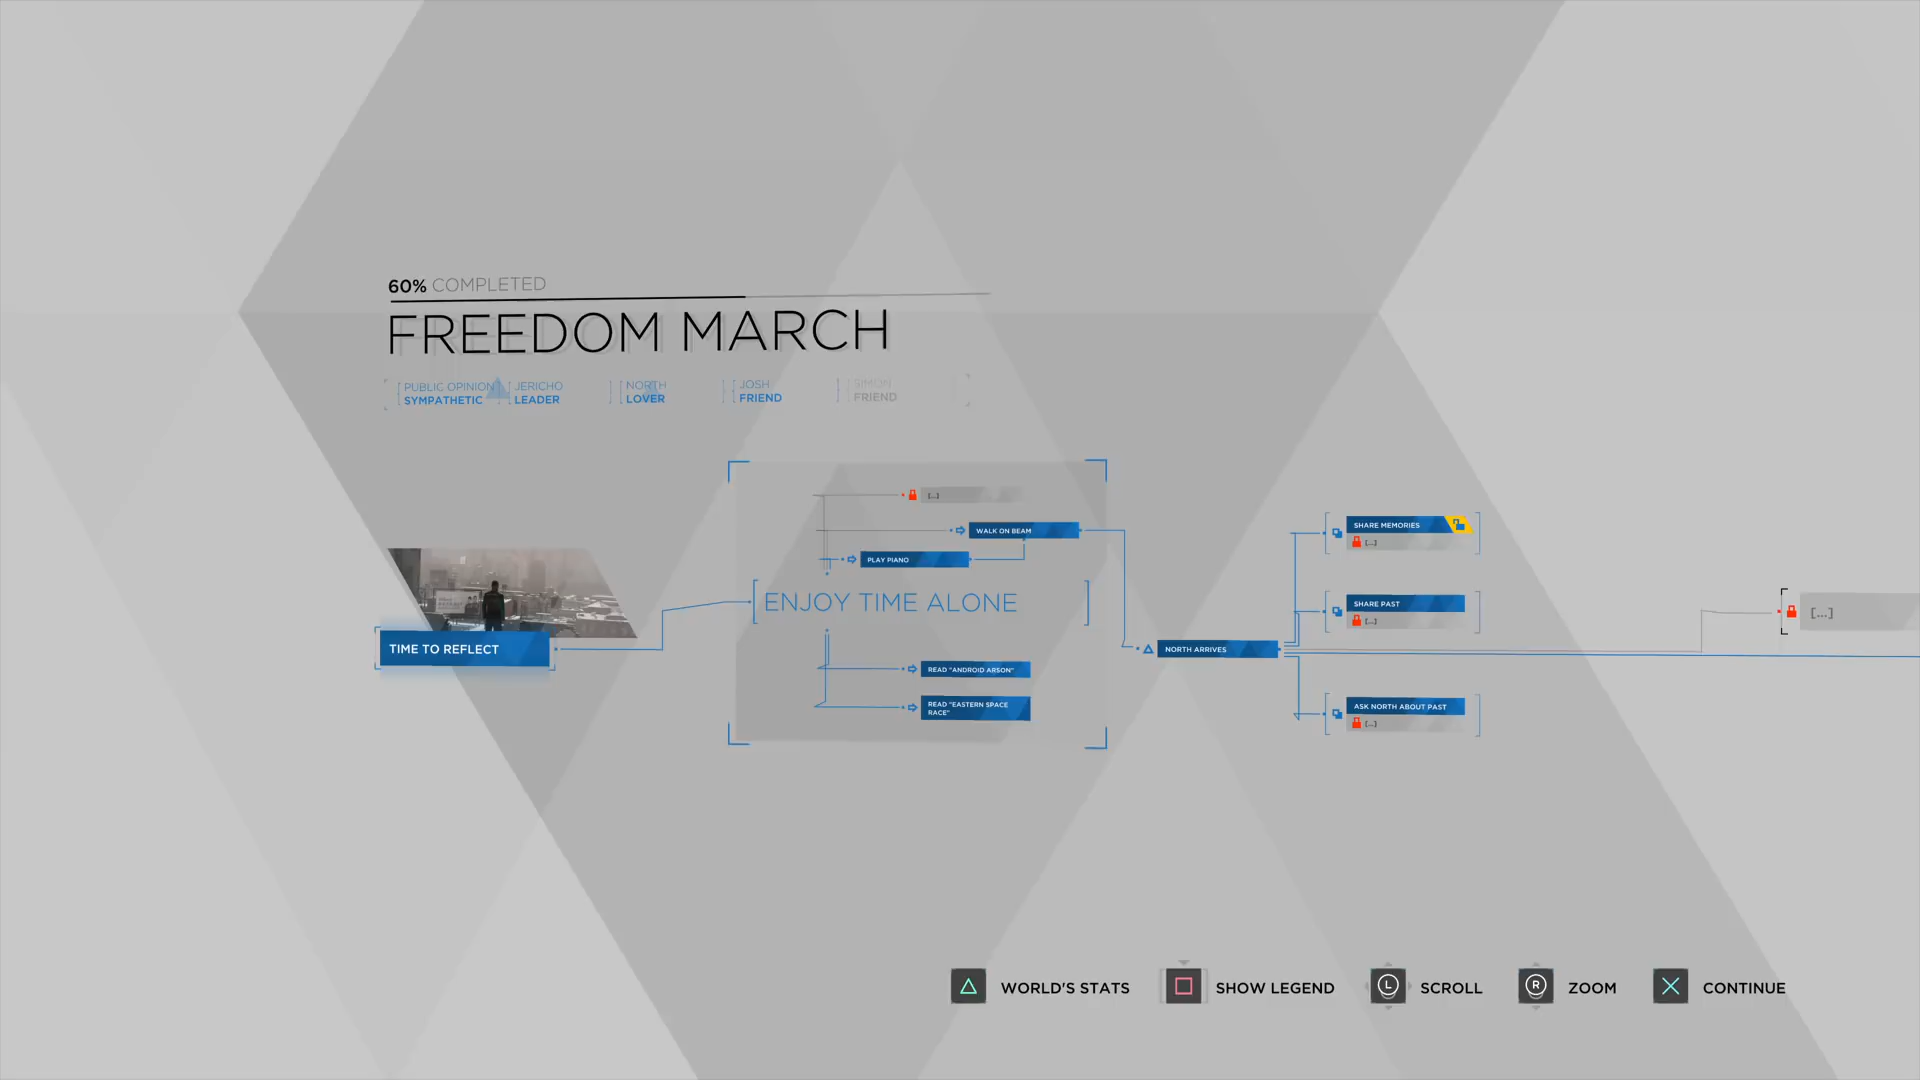 60% COMPLETED
FREEDOM MARCH
PUBLIC OPINION
SYMPATHETIC
JERICHO
LEADER
NORTH
LOVER
JOSH
FRIEND
SIMON
FRIEND
[...]
WALK ON BEAM
PLAY PIANO
ENJOY TIME ALONE
TIME TO REFLECT
READ "ANDROID ARSON"
READ "EASTERN SPACE
RACE"
NORTH ARRIVES
SHARE MEMORIES
[...]
SHARE PAST
[...]
ASK NORTH ABOUT PAST
[...]
[...]
WORLD'S STATS
SHOW LEGEND
L
SCROLL
R
ZOOM
CONTINUE